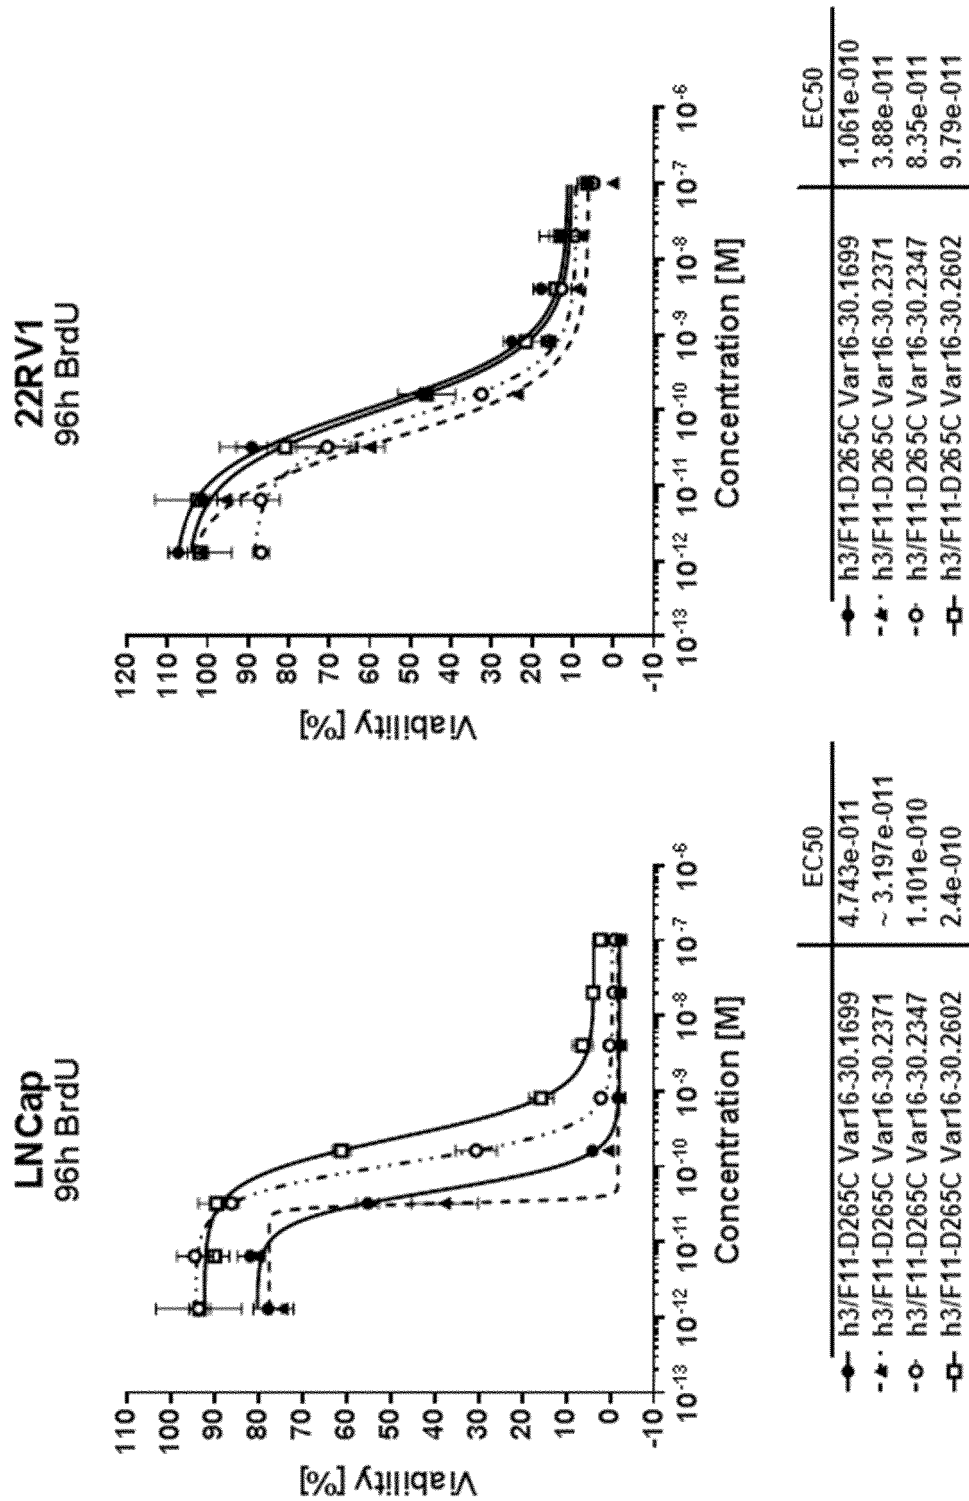 LNCap
96h BrdU
110
100
90
80
70
60
50
40
30
20
10
0
-10
Viability [%]
10-13 10-12 10-11 10-10 10-9 10-8 10-7 10-6
Concentration [M]
EC50
h3/F11-D265C Var16-30.1699 4.743e-011
h3/F11-D265C Var16-30.2371 ~ 3.197e-011
h3/F11-D265C Var16-30.2347 1.101e-010
h3/F11-D265C Var16-30.2602 2.4e-010
22RV1
96h BrdU
120
110
100
90
80
70
60
50
40
30
20
10
0
-10
Viability [%]
10-13 10-12 10-11 10-10 10-9 10-8 10-7 10-6
Concentration [M]
EC50
h3/F11-D265C Var16-30.1699 1.061e-010
h3/F11-D265C Var16-30.2371 3.88e-011
h3/F11-D265C Var16-30.2347 8.35e-011
h3/F11-D265C Var16-30.2602 9.79e-011